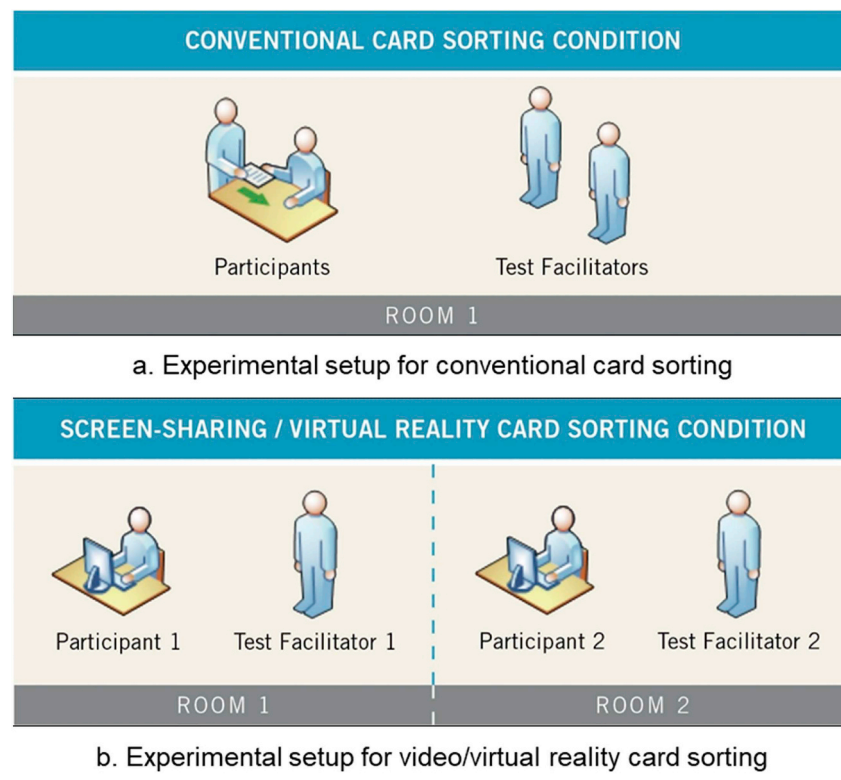 CONVENTIONAL CARD SORTING CONDITION
Participants
Test Facilitators
ROOM 1
a. Experimental setup for conventional card sorting
SCREEN-SHARING / VIRTUAL REALITY CARD SORTING CONDITION
Participant 1
Test Facilitator 1
Participant 2
Test Facilitator 2
ROOM 1
ROOM 2
b. Experimental setup for video/virtual reality card sorting